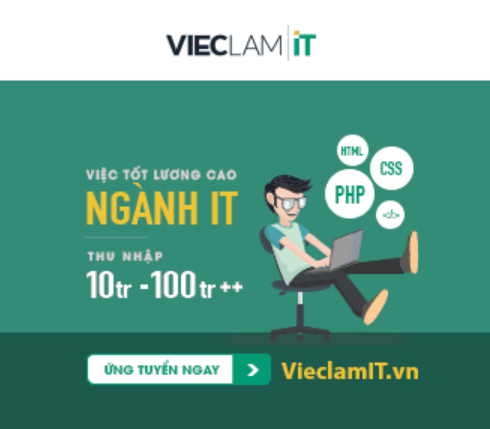 VIECLAM iT
VIỆC TỐT LƯƠNG CAO
NGÀNH IT
THU NHẬP
10tr - 100tr ++
HTML
CSS
PHP
</>
ỨNG TUYỂN NGAY
VieclamIT.vn